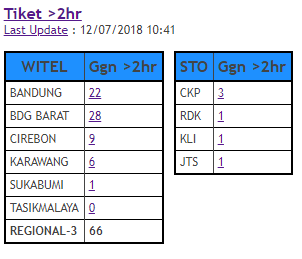 Tiket >2hr
Last Update : 12/07/2018 10:41
WITEL Ggn >2hr
BANDUNG 22
BDG BARAT 28
CIREBON 9
KARAWANG 6
SUKABUMI 1
TASIKMALAYA 0
REGIONAL-3 66
STO Ggn >2hr
CKP 3
RDK 1
KLI 1
JTS 1